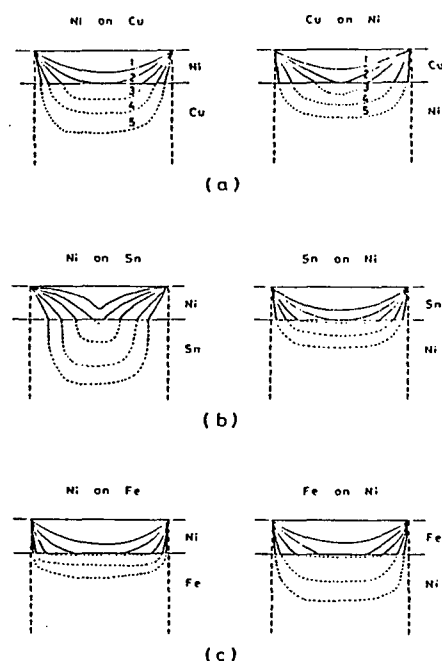 Ni on Cu
Cu on Ni
1
2
3
4
5
Ni
Cu
1
2
3
4
5
Cu
Ni
(a)
Ni on Sn
Sn on Ni
Ni
Sn
Sn
Ni
(b)
Ni on Fe
Fe on Ni
Ni
Fe
Fe
Ni
(c)